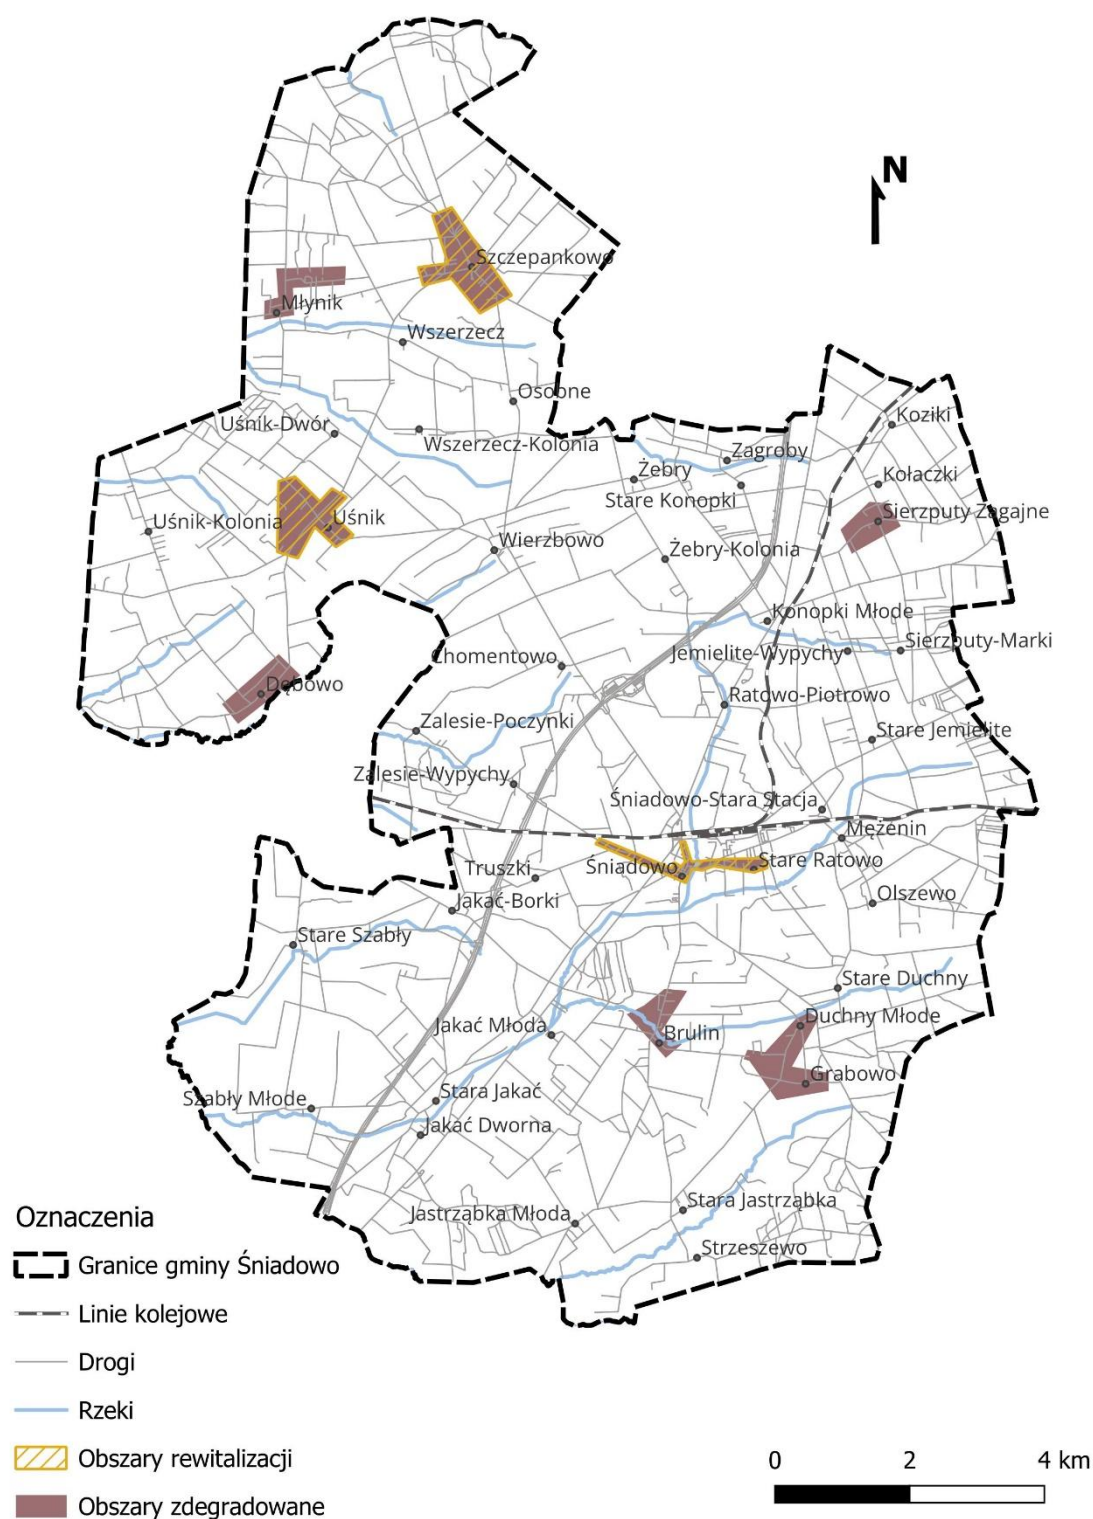 N
Szczepankowo
Młynik
Wszerzecz
Osobne
Uśnik-Dwór
Wszerzecz-Kolonia
Koziki
Zagroby
Żebry
Kołaczki
Stare Konopki
Uśnik-Kolonia
Uśnik
Sierzputy Zagajne
Wierzbowo
Żebry-Kolonia
Konopki Młode
Chomentowo
Jemielite-Wypychy
Sierzputy-Marki
Dębowo
Ratowo-Piotrowo
Zalesie-Poczynki
Stare Jemielite
Zalesie-Wypychy
Śniadowo-Stara Stacja
Mężenin
Truszki
Śniadowo
Stare Ratowo
Jakać-Borki
Olszewo
Stare Szabły
Stare Duchny
Jakać Młoda
Brulin
Duchny Młode
Grabowo
Szabły Młode
Stara Jakać
Jakać Dworna
Jastrząbka Młoda
Stara Jastrząbka
Strzeszewo
Oznaczenia
Granice gminy Śniadowo
Linie kolejowe
Drogi
Rzeki
Obszary rewitalizacji
Obszary zdegradowane
0 2 4 km